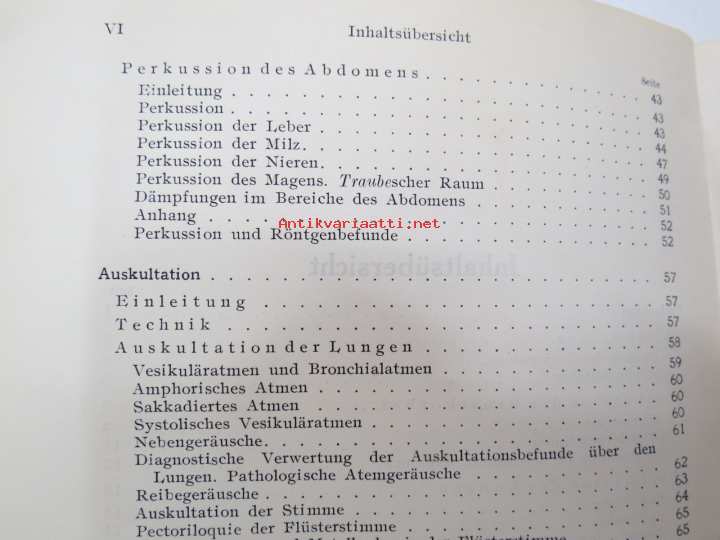 VI Inhaltsübersicht
Seite
Perkussion des Abdomens . . . . . . . . . . . 43
Einleitung . . . . . . . . . . . . . . . . . . 43
Perkussion . . . . . . . . . . . . . . . . . . 43
Perkussion der Leber . . . . . . . . . . . . . 44
Perkussion der Milz. . . . . . . . . . . . . . 47
Perkussion der Nieren. . . . . . . . . . . . . 49
Perkussion des Magens. Traubescher Raum . . . . 50
Dämpfungen im Bereiche des Abdomens . . . . . . 51
Anhang . . . . . . . . . . . . . . . . . . . . 52
Antikvariaatti.net
Perkussion und Röntgenbefunde . . . . . . . . . 52
Auskultation . . . . . . . . . . . . . . . . . 57
Einleitung . . . . . . . . . . . . . . . . . . 57
Technik . . . . . . . . . . . . . . . . . . . . 57
Auskultation der Lungen . . . . . . . . . . . . 58
Vesikuläratmen und Bronchialatmen . . . . . . . 59
Amphorisches Atmen . . . . . . . . . . . . . . 60
Sakkadiertes Atmen . . . . . . . . . . . . . . 60
Systolisches Vesikuläratmen . . . . . . . . . . 60
Nebengeräusche. . . . . . . . . . . . . . . . . 61
Diagnostische Verwertung der Auskultationsbefunde über den
Lungen. Pathologische Atemgeräusche . . . . . . 62
Reibegeräusche . . . . . . . . . . . . . . . . 63
Auskultation der Stimme . . . . . . . . . . . . 64
Pectoriloquie der Flüsterstimme . . . . . . . . 65
der Flüsterstimme . . . 65